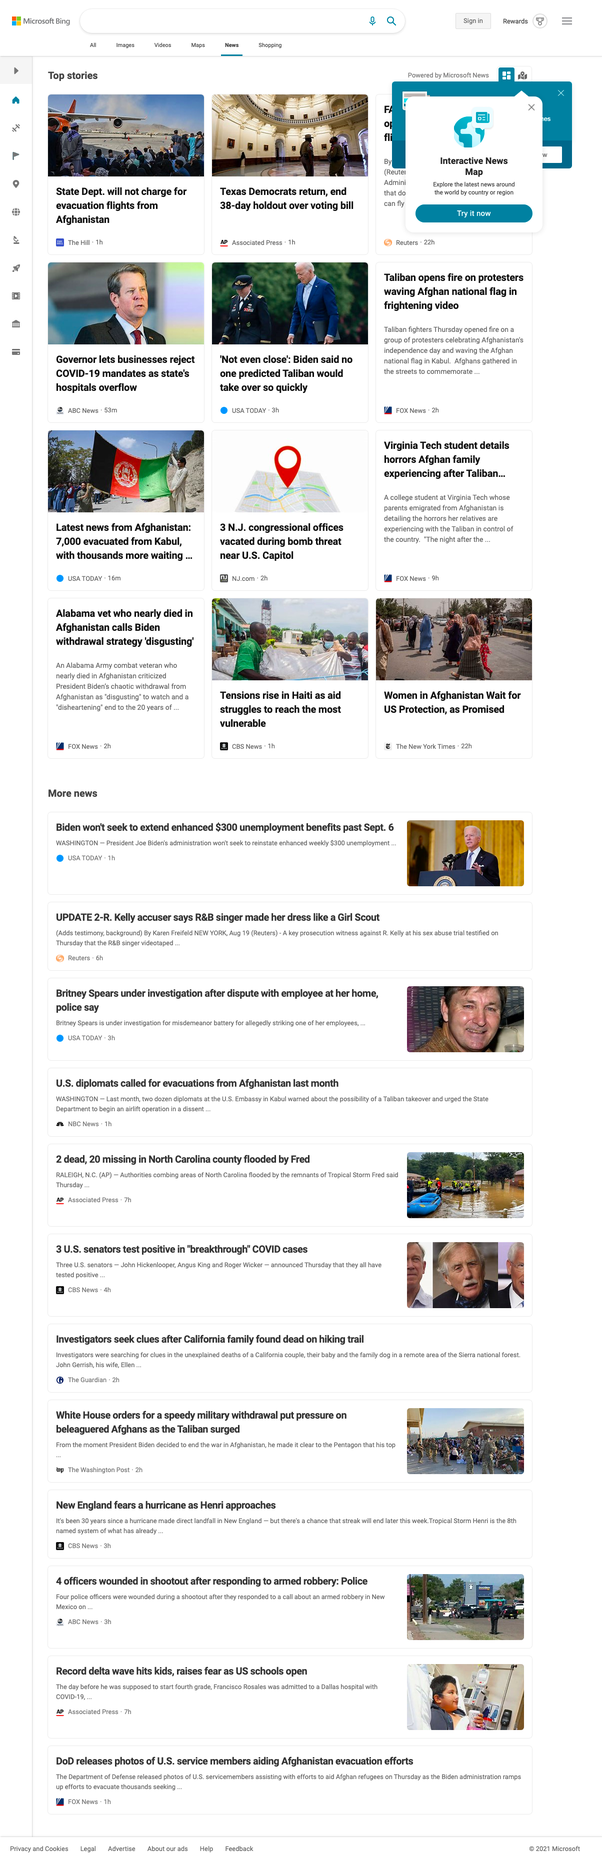 Microsoft Bing
Sign in
Rewards
All
Images
Videos
Maps
News
Shopping
Top stories
Powered by Microsoft News
State Dept. will not charge for
evacuation flights from
Afghanistan
The Hill · 1h
Texas Democrats return, end
38-day holdout over voting bill
AP Associated Press · 1h
FA
op
fli
By
(Reute
Admini
that do
can fly
Reuters · 22h
es
w
Interactive News
Map
Explore the latest news around
the world by country or region
Try it now
Governor lets businesses reject
COVID-19 mandates as state's
hospitals overflow
ABC News · 53m
'Not even close': Biden said no
one predicted Taliban would
take over so quickly
USA TODAY · 3h
Taliban opens fire on protesters
waving Afghan national flag in
frightening video
Taliban fighters Thursday opened fire on a
group of protesters celebrating Afghanistan's
independence day and waving the Afghan
national flag in Kabul. Afghans gathered in
the streets to commemorate ...
FOX News · 2h
Latest news from Afghanistan:
7,000 evacuated from Kabul,
with thousands more waiting ...
USA TODAY · 16m
3 N.J. congressional offices
vacated during bomb threat
near U.S. Capitol
NJ.com · 2h
Virginia Tech student details
horrors Afghan family
experiencing after Taliban...
A college student at Virginia Tech whose
parents emigrated from Afghanistan is
detailing the horrors her relatives are
experiencing with the Taliban in control of
the country. "The night after the ...
FOX News · 9h
Alabama vet who nearly died in
Afghanistan calls Biden
withdrawal strategy 'disgusting'
An Alabama Army combat veteran who
nearly died in Afghanistan criticized
President Biden's chaotic withdrawal from
Afghanistan as "disgusting" to watch and a
"disheartening" end to the 20 years of ...
FOX News · 2h
Tensions rise in Haiti as aid
struggles to reach the most
vulnerable
CBS News · 1h
Women in Afghanistan Wait for
US Protection, as Promised
The New York Times · 22h
More news
Biden won't seek to extend enhanced $300 unemployment benefits past Sept. 6
WASHINGTON — President Joe Biden's administration won't seek to reinstate enhanced weekly $300 unemployment ...
USA TODAY · 1h
UPDATE 2-R. Kelly accuser says R&B singer made her dress like a Girl Scout
(Adds testimony, background) By Karen Freifeld NEW YORK, Aug 19 (Reuters) - A key prosecution witness against R. Kelly at his sex abuse trial testified on
Thursday that the R&B singer videotaped ...
Reuters · 6h
Britney Spears under investigation after dispute with employee at her home,
police say
Britney Spears is under investigation for misdemeanor battery for allegedly striking one of her employees, ...
USA TODAY · 3h
U.S. diplomats called for evacuations from Afghanistan last month
WASHINGTON — Last month, two dozen diplomats at the U.S. Embassy in Kabul warned about the possibility of a Taliban takeover and urged the State
Department to begin an airlift operation in a dissent ...
NBC News · 1h
2 dead, 20 missing in North Carolina county flooded by Fred
RALEIGH, N.C. (AP) — Authorities combing areas of North Carolina flooded by the remnants of Tropical Storm Fred said
Thursday ...
AP Associated Press · 7h
3 U.S. senators test positive in "breakthrough" COVID cases
Three U.S. senators — John Hickenlooper, Angus King and Roger Wicker — announced Thursday that they all have
tested positive ...
CBS News · 4h
Investigators seek clues after California family found dead on hiking trail
Investigators were searching for clues in the unexplained deaths of a California couple, their baby and the family dog in a remote area of the Sierra national forest.
John Gerrish, his wife, Ellen ...
The Guardian · 2h
White House orders for a speedy military withdrawal put pressure on
beleaguered Afghans as the Taliban surged
From the moment President Biden decided to end the war in Afghanistan, he made it clear to the Pentagon that his top
...
wp The Washington Post · 2h
New England fears a hurricane as Henri approaches
It's been 30 years since a hurricane made direct landfall in New England — but there's a chance that streak will end later this week.Tropical Storm Henri is the 8th
named system of what has already ...
CBS News · 3h
4 officers wounded in shootout after responding to armed robbery: Police
Four police officers were wounded during a shootout after they responded to a call about an armed robbery in New
Mexico on ...
ABC News · 3h
Record delta wave hits kids, raises fear as US schools open
The day before he was supposed to start fourth grade, Francisco Rosales was admitted to a Dallas hospital with
COVID-19, ...
AP Associated Press · 7h
DoD releases photos of U.S. service members aiding Afghanistan evacuation efforts
The Department of Defense released photos of U.S. servicemembers assisting with efforts to aid Afghan refugees on Thursday as the Biden administration ramps
up efforts to evacuate thousands seeking ...
FOX News · 1h
Privacy and Cookies
Legal
Advertise
About our ads
Help
Feedback
© 2021 Microsoft